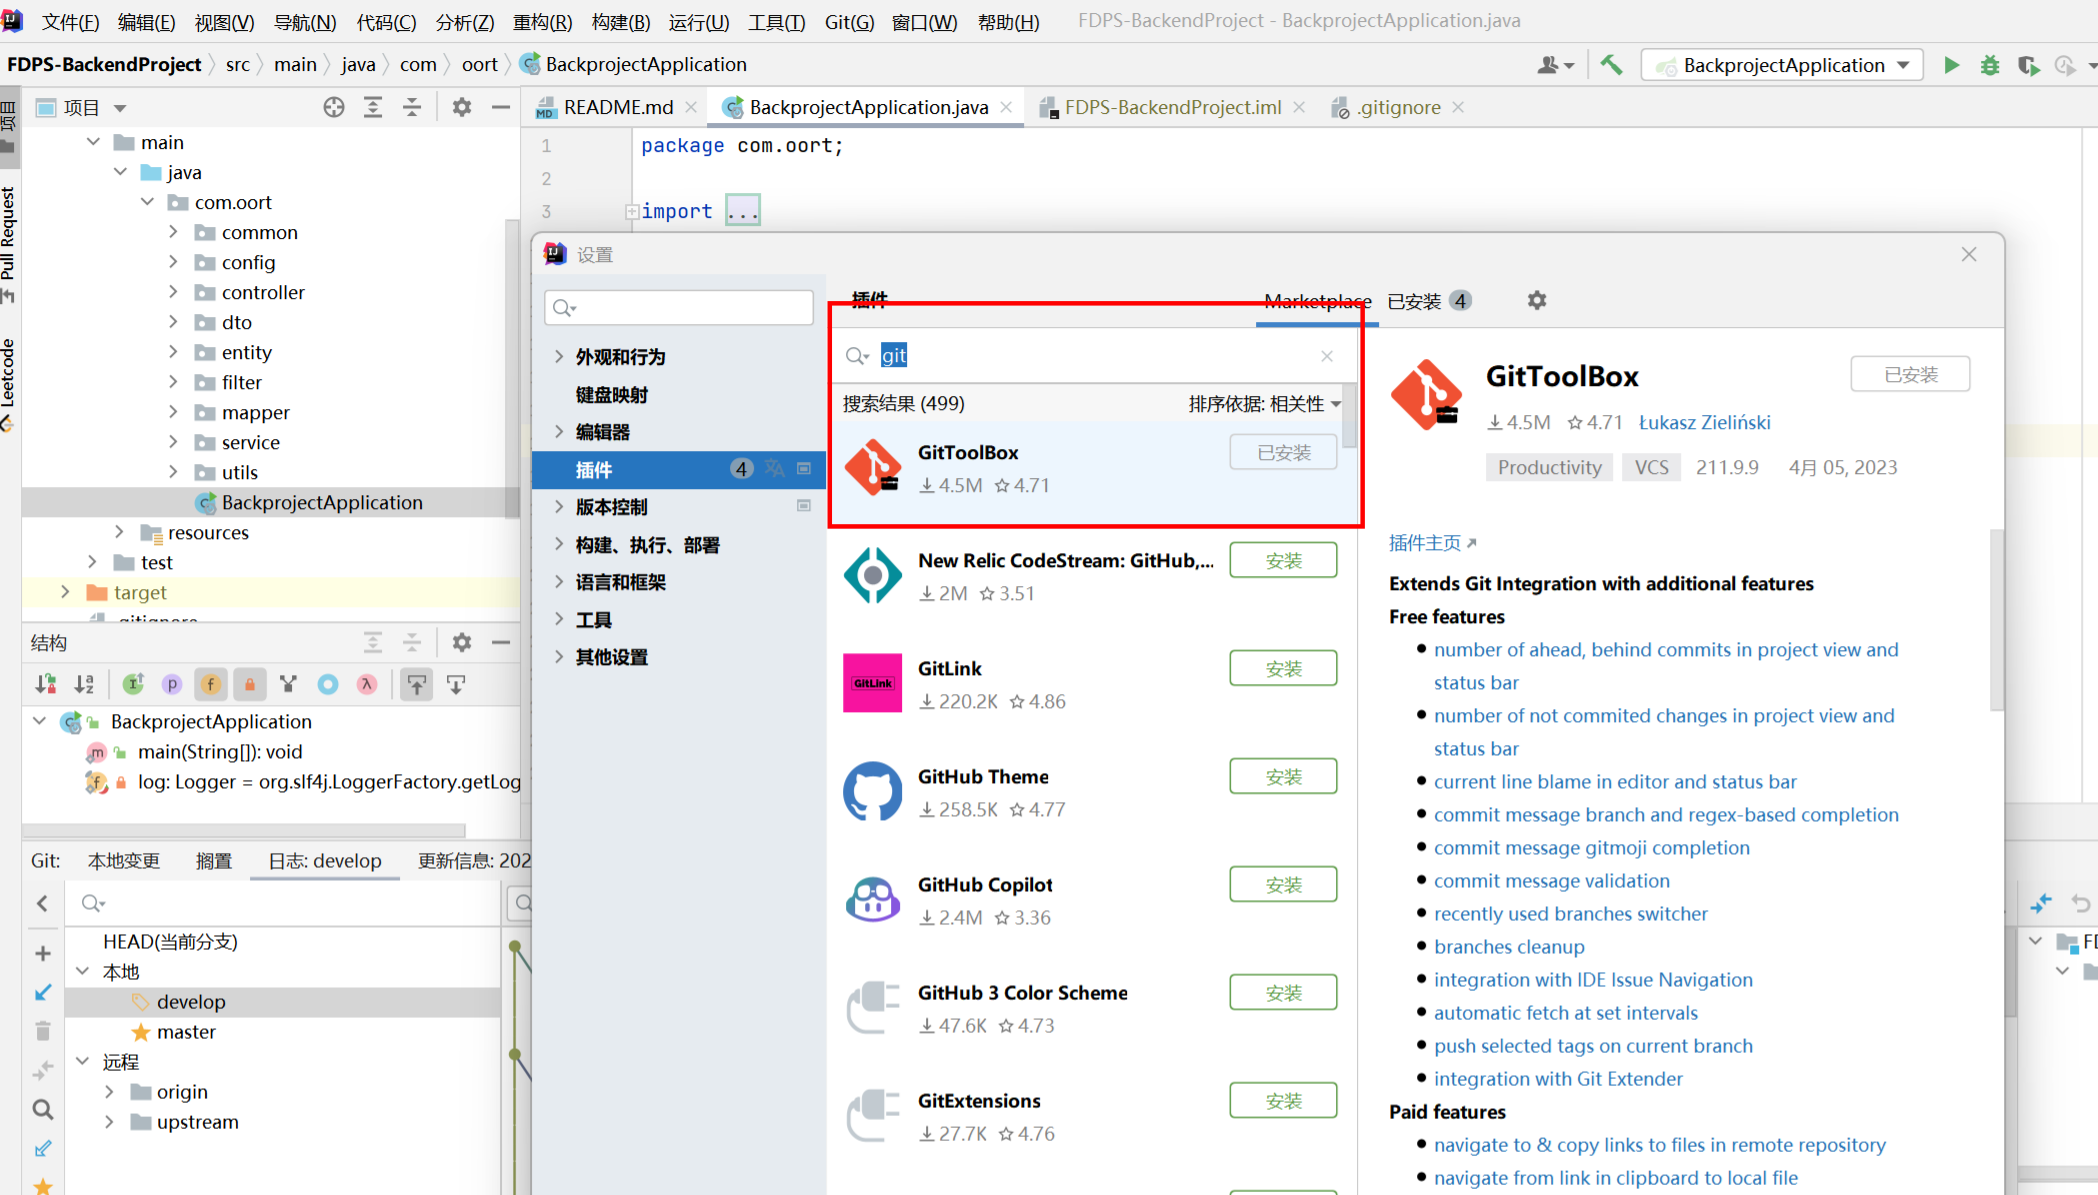 文件(F) 编辑(E) 视图(V) 导航(N) 代码(C) 分析(Z) 重构(R) 构建(B) 运行(U) 工具(T) Git(G) 窗口(W) 帮助(H) FDPS-BackendProject - BackprojectApplication.java
FDPS-BackendProject src main java com oort BackprojectApplication
BackprojectApplication
项目
Pull Request
Leetcode
项目
main
java
com.oort
common
config
controller
dto
entity
filter
mapper
service
utils
BackprojectApplication
resources
test
target
.gitignore
README.md BackprojectApplication.java FDPS-BackendProject.iml .gitignore
1 package com.oort;
2
3 import ...
结构
BackprojectApplication
main(String[]): void
log: Logger = org.slf4j.LoggerFactory.getLog
Git: 本地变更 搁置 日志: develop 更新信息: 202
HEAD(当前分支)
本地
develop
master
远程
origin
upstream
设置
外观和行为
键盘映射
编辑器
插件 4
版本控制
构建、执行、部署
语言和框架
工具
其他设置
插件 Marketplace 已安装 4
git
搜索结果 (499) 排序依据: 相关性
GitToolBox 已安装
4.5M 4.71
New Relic CodeStream: GitHub,... 安装
2M 3.51
GitLink
GitLink 安装
220.2K 4.86
GitHub Theme 安装
258.5K 4.77
GitHub Copilot 安装
2.4M 3.36
GitHub 3 Color Scheme 安装
47.6K 4.73
GitExtensions 安装
27.7K 4.76
GitToolBox 已安装
4.5M 4.71 Łukasz Zieliński
Productivity VCS 211.9.9 4月 05, 2023
插件主页
Extends Git Integration with additional features
Free features
number of ahead, behind commits in project view and
status bar
number of not commited changes in project view and
status bar
current line blame in editor and status bar
commit message branch and regex-based completion
commit message gitmoji completion
commit message validation
recently used branches switcher
branches cleanup
integration with IDE Issue Navigation
automatic fetch at set intervals
push selected tags on current branch
integration with Git Extender
Paid features
navigate to & copy links to files in remote repository
navigate from link in clipboard to local file